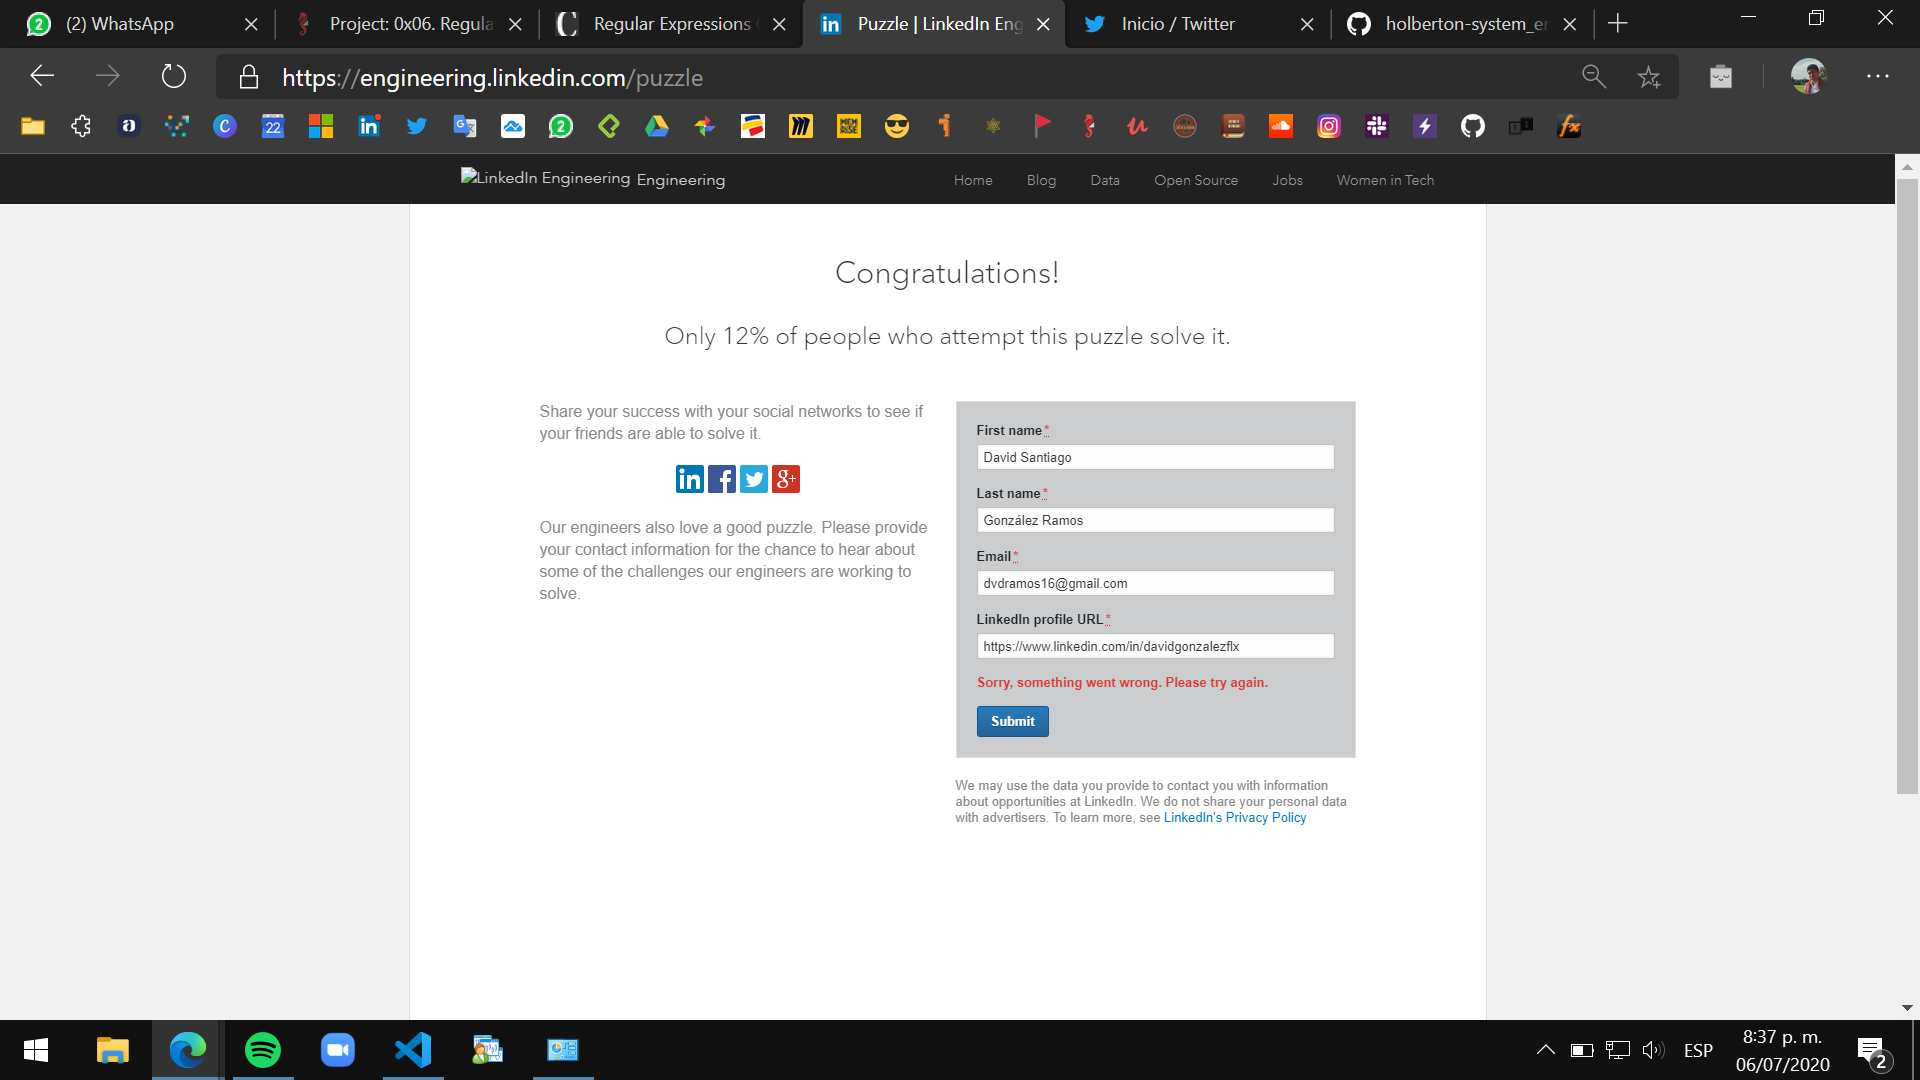 (2) WhatsApp
Project: 0x06. Regula
Regular Expressions
Puzzle | LinkedIn Eng
Inicio / Twitter
holberton-system_e
https://engineering.linkedin.com/puzzle
LinkedIn Engineering Engineering
Home Blog Data Open Source Jobs Women in Tech
Congratulations!
Only 12% of people who attempt this puzzle solve it.
Share your success with your social networks to see if
your friends are able to solve it.
Our engineers also love a good puzzle. Please provide
your contact information for the chance to hear about
some of the challenges our engineers are working to
solve.
First name*
David Santiago
Last name*
González Ramos
Email*
dvdramos16@gmail.com
LinkedIn profile URL*
https://www.linkedin.com/in/davidgonzalezflx
Sorry, something went wrong. Please try again.
Submit
We may use the data you provide to contact you with information
about opportunities at LinkedIn. We do not share your personal data
with advertisers. To learn more, see LinkedIn's Privacy Policy
ESP
8:37 p. m.
06/07/2020
2